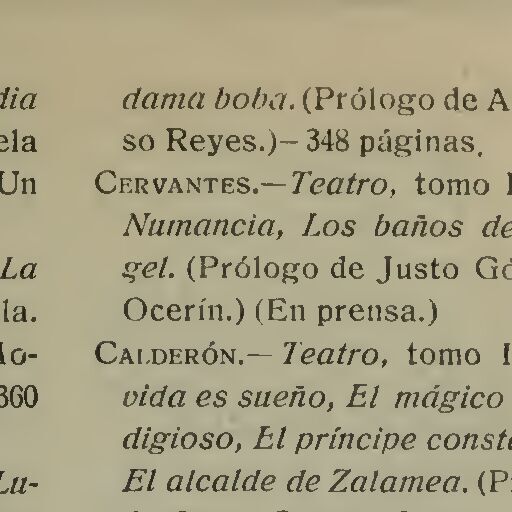 dia
ela
Un
La
la.
360
Lu-
dama boba. (Prólogo de A
so Reyes.)– 348 páginas.
CERVANTES.—Teatro, tomo I
Numancia, Los baños de
gel. (Prólogo de Justo Gó
Ocerín.) (En prensa.)
CALDERÓN.—Teatro, tomo I
vida es sueño, El mágico
digioso, El príncipe consta
El alcalde de Zalamea. (P